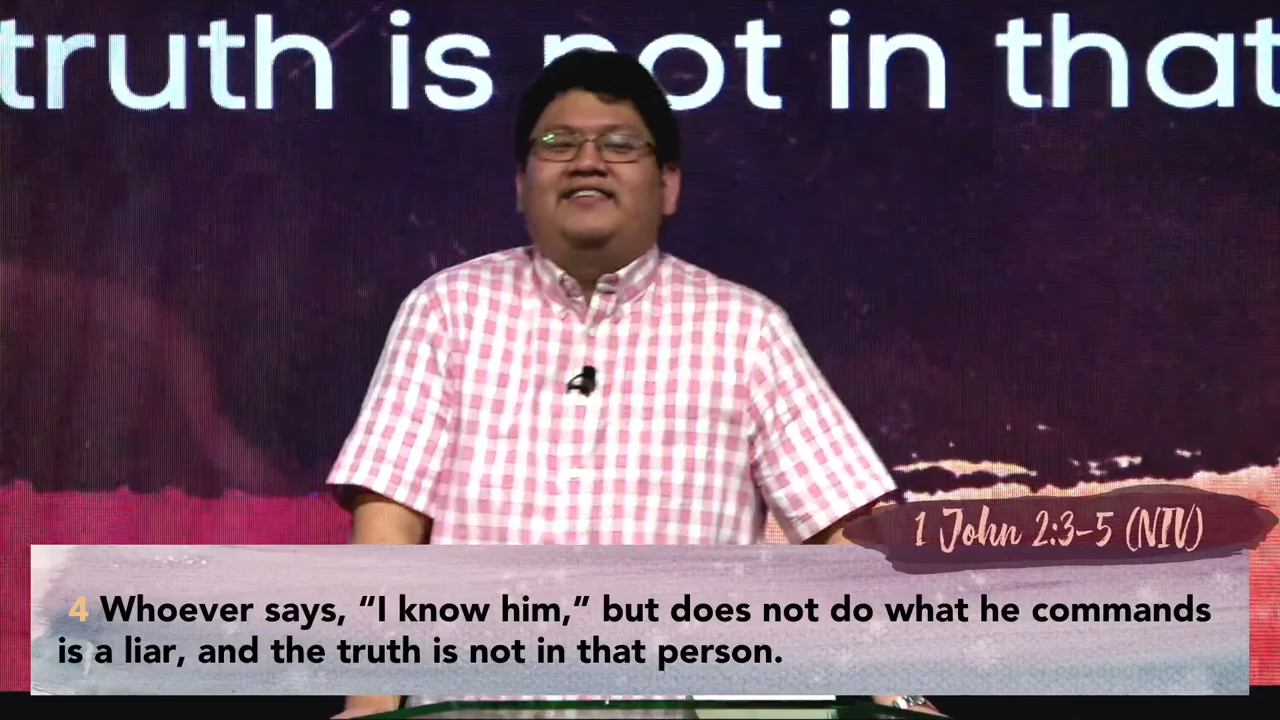 truth is not in that
1 John 2:3-5 (NIV)
4 Whoever says, “I know him,” but does not do what he commands
is a liar, and the truth is not in that person.